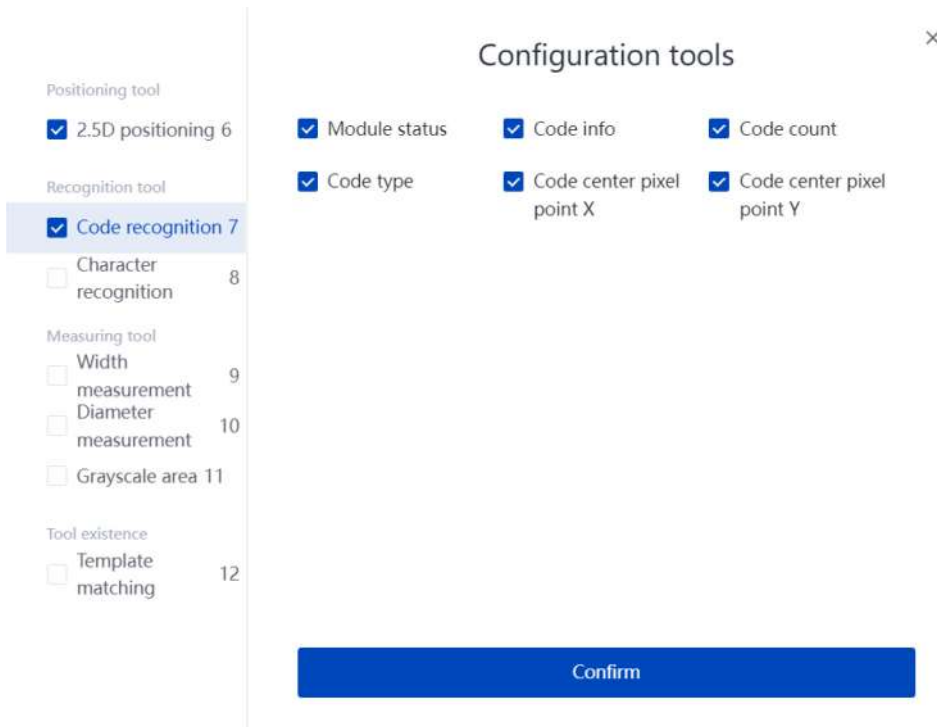 Configuration tools
×
Positioning tool
2.5D positioning 6
Recognition tool
Code recognition 7
Character
recognition 8
Measuring tool
Width
measurement 9
Diameter
measurement 10
Grayscale area 11
Tool existence
Template
matching 12
Module status
Code info
Code count
Code type
Code center pixel
point X
Code center pixel
point Y
Confirm